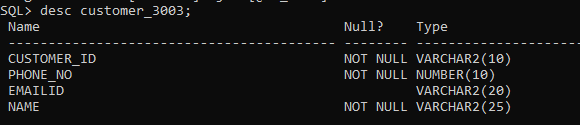 SQL> desc customer_3003;
Name Null? Type
----------------------------------------- -------- ----------------------------
CUSTOMER_ID NOT NULL VARCHAR2(10)
PHONE_NO NOT NULL NUMBER(10)
EMAILID VARCHAR2(20)
NAME NOT NULL VARCHAR2(25)